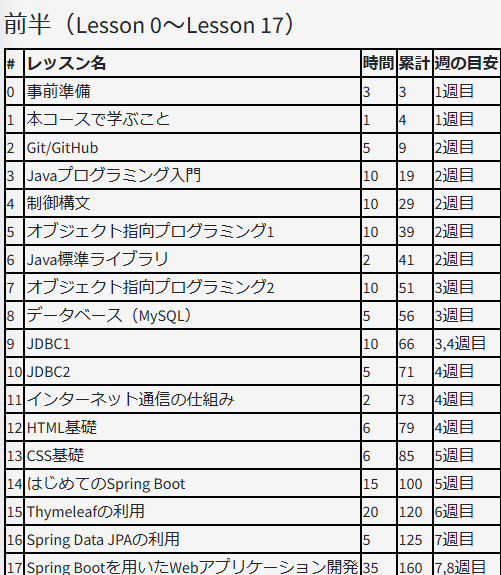 前半（Lesson 0～Lesson 17）
# レッスン名 時間 累計 週の目安
0 事前準備 3 3 1週目
1 本コースで学ぶこと 1 4 1週目
2 Git/GitHub 5 9 2週目
3 Javaプログラミング入門 10 19 2週目
4 制御構文 10 29 2週目
5 オブジェクト指向プログラミング1 10 39 2週目
6 Java標準ライブラリ 2 41 2週目
7 オブジェクト指向プログラミング2 10 51 3週目
8 データベース（MySQL） 5 56 3週目
9 JDBC1 10 66 3,4週目
10 JDBC2 5 71 4週目
11 インターネット通信の仕組み 2 73 4週目
12 HTML基礎 6 79 4週目
13 CSS基礎 6 85 5週目
14 はじめてのSpring Boot 15 100 5週目
15 Thymeleafの利用 20 120 6週目
16 Spring Data JPAの利用 5 125 7週目
17 Spring Bootを用いたWebアプリケーション開発 35 160 7,8週目